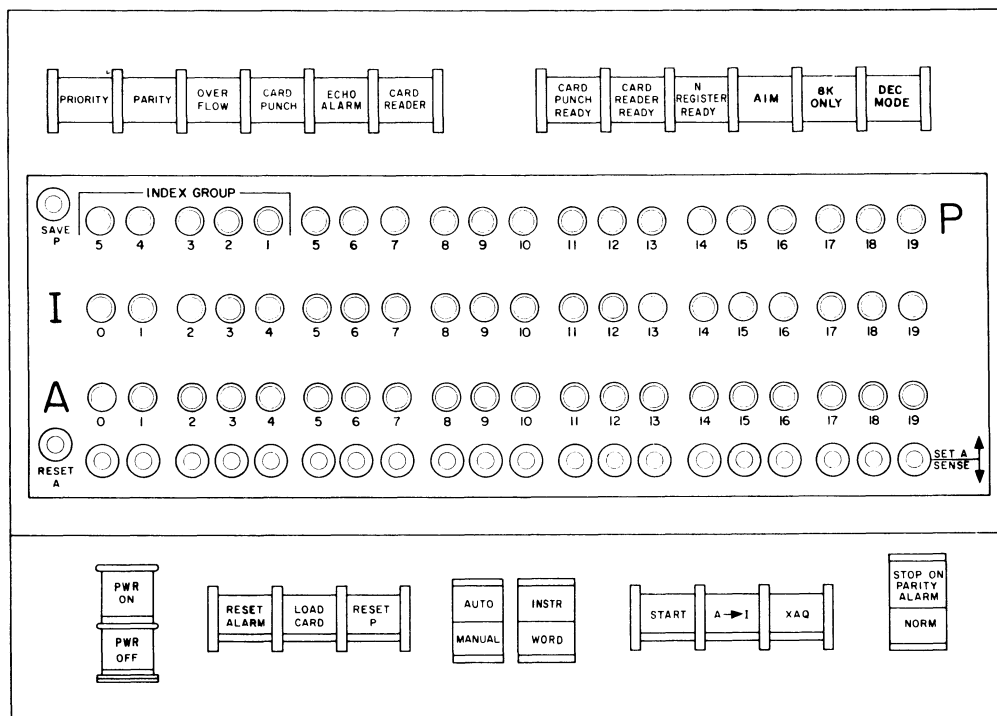 PRIORITY
PARITY
OVER
FLOW
CARD
PUNCH
ECHO
ALARM
CARD
READER
CARD
PUNCH
READY
CARD
READER
READY
N
REGISTER
READY
AIM
8K
ONLY
DEC
MODE
SAVE
P
INDEX GROUP
5 4 3 2 1 5 6 7 8 9 10 11 12 13 14 15 16 17 18 19
P
I
0 1 2 3 4 5 6 7 8 9 10 11 12 13 14 15 16 17 18 19
A
0 1 2 3 4 5 6 7 8 9 10 11 12 13 14 15 16 17 18 19
RESET
A
SET A
SENSE
PWR
ON
PWR
OFF
RESET
ALARM
LOAD
CARD
RESET
P
AUTO
MANUAL
INSTR
WORD
START
A→I
XAQ
STOP ON
PARITY
ALARM
NORM